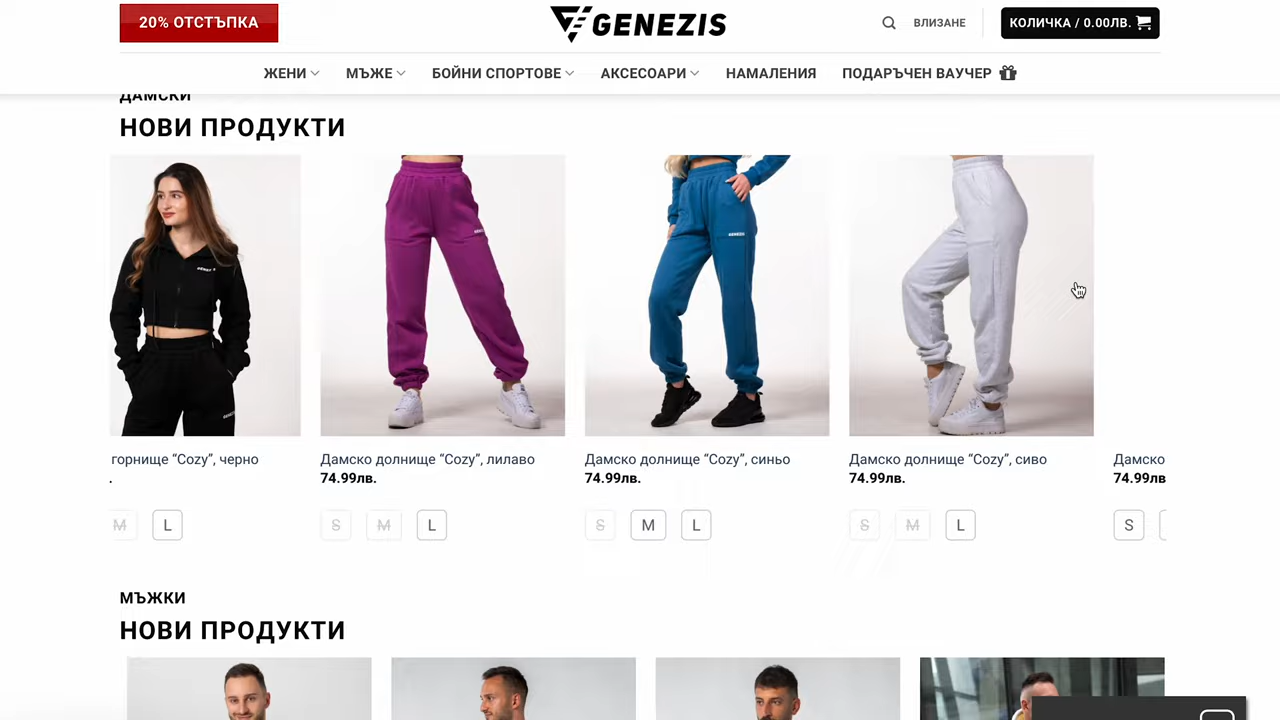 20% ОТСТЪПКА
GENEZIS
ВЛИЗАНЕ
КОЛИЧКА / 0.00ЛВ.
ЖЕНИ
МЪЖЕ
БОЙНИ СПОРТОВЕ
АКСЕСОАРИ
НАМАЛЕНИЯ
ПОДАРЪЧЕН ВАУЧЕР
ДАМСКИ
НОВИ ПРОДУКТИ
горнище “Cozy”, черно
Дамско долнище “Cozy”, лилаво
74.99лв.
Дамско долнище “Cozy”, синьо
74.99лв.
Дамско долнище “Cozy”, сиво
74.99лв.
Дамско
74.99лв
M L
S M L
S M L
S M L
S
МЪЖКИ
НОВИ ПРОДУКТИ